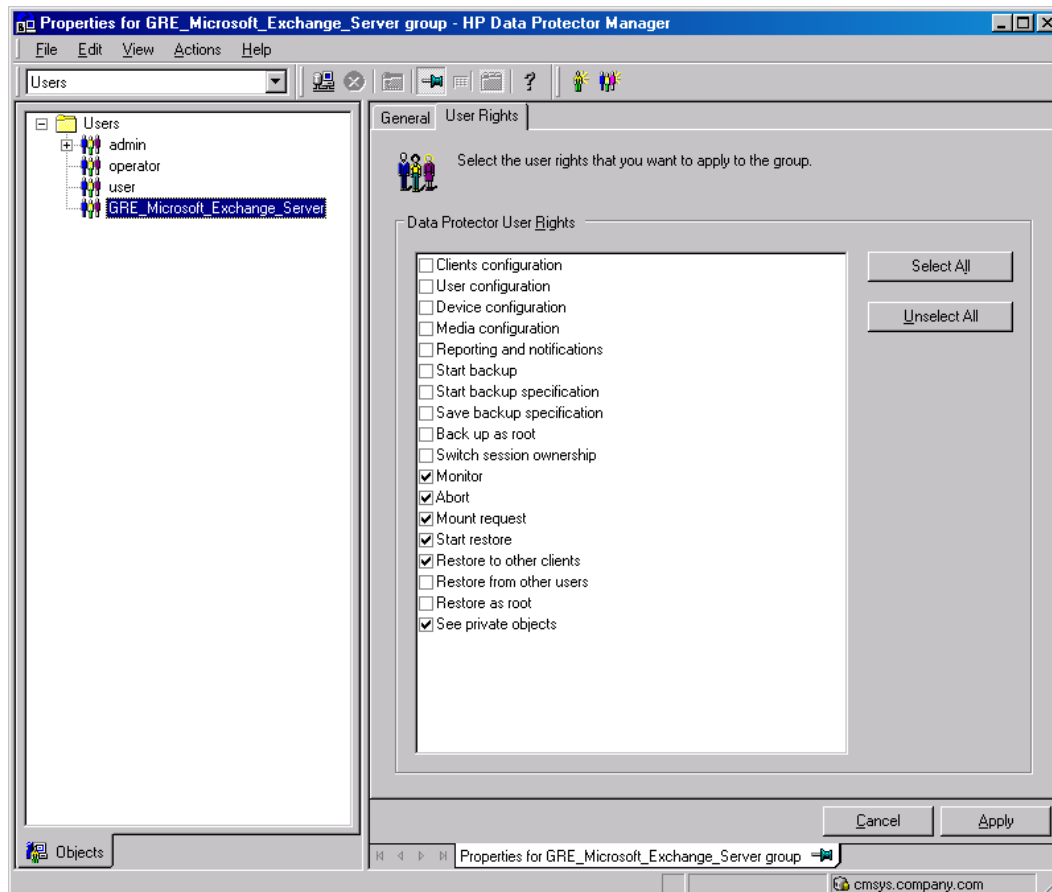 Properties for GRE_Microsoft_Exchange_Server group - HP Data Protector Manager
File Edit View Actions Help
Users
Users
admin
operator
user
GRE_Microsoft_Exchange_Server
Objects
General User Rights
Select the user rights that you want to apply to the group.
Data Protector User Rights
Clients configuration
User configuration
Device configuration
Media configuration
Reporting and notifications
Start backup
Start backup specification
Save backup specification
Back up as root
Switch session ownership
Monitor
Abort
Mount request
Start restore
Restore to other clients
Restore from other users
Restore as root
See private objects
Select All
Unselect All
Cancel Apply
Properties for GRE_Microsoft_Exchange_Server group
cmsys.company.com